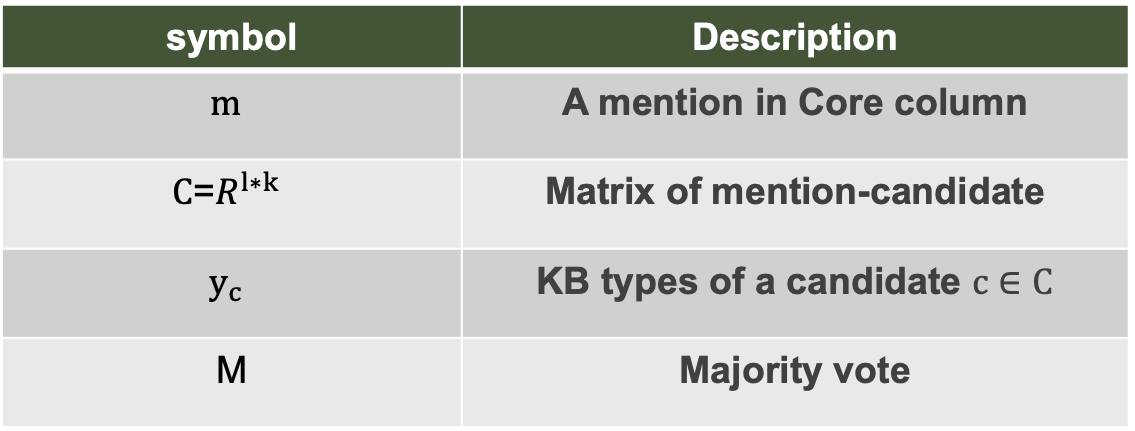 symbol Description
m A mention in Core column
C=R^{l*k} Matrix of mention-candidate
y_c KB types of a candidate c ∈ C
M Majority vote